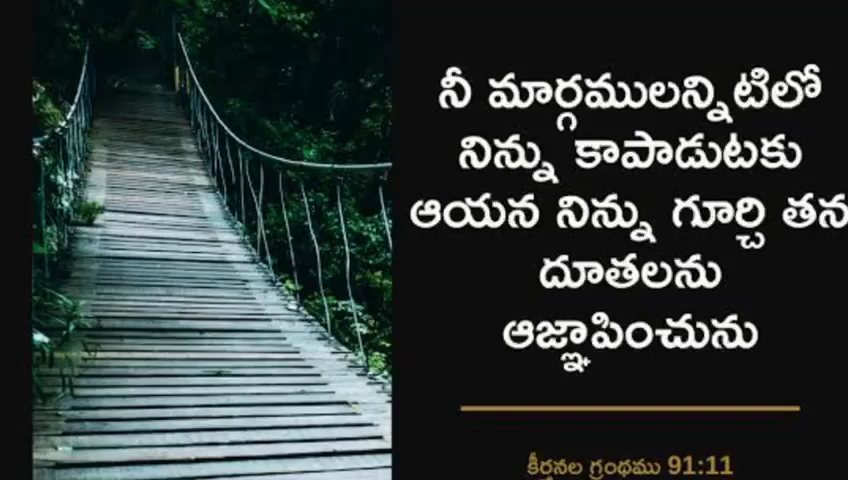 నీ మార్గములన్నిటిలో
నిన్ను కాపాడుటకు
ఆయన నిన్ను గూర్చి తన
దూతలను
ఆజ్ఞాపించును
కీర్తనల గ్రంథము 91:11